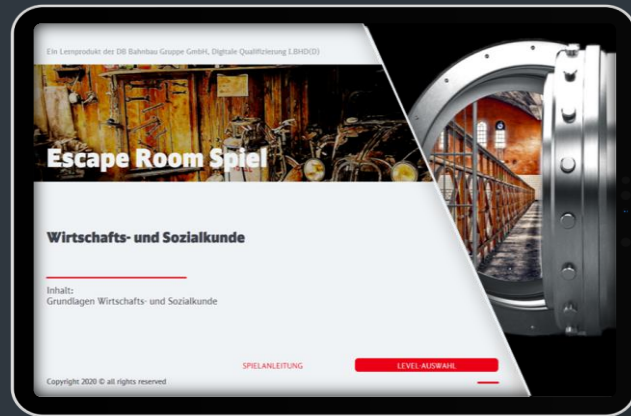 Ein Lernprodukt der DB Bahnbau Gruppe GmbH, Digitale Qualifizierung I.BHD(D)
Escape Room Spiel
Wirtschafts- und Sozialkunde
Inhalt:
Grundlagen Wirtschafts- und Sozialkunde
SPIELANLEITUNG
LEVEL-AUSWAHL
Copyright 2020 © all rights reserved